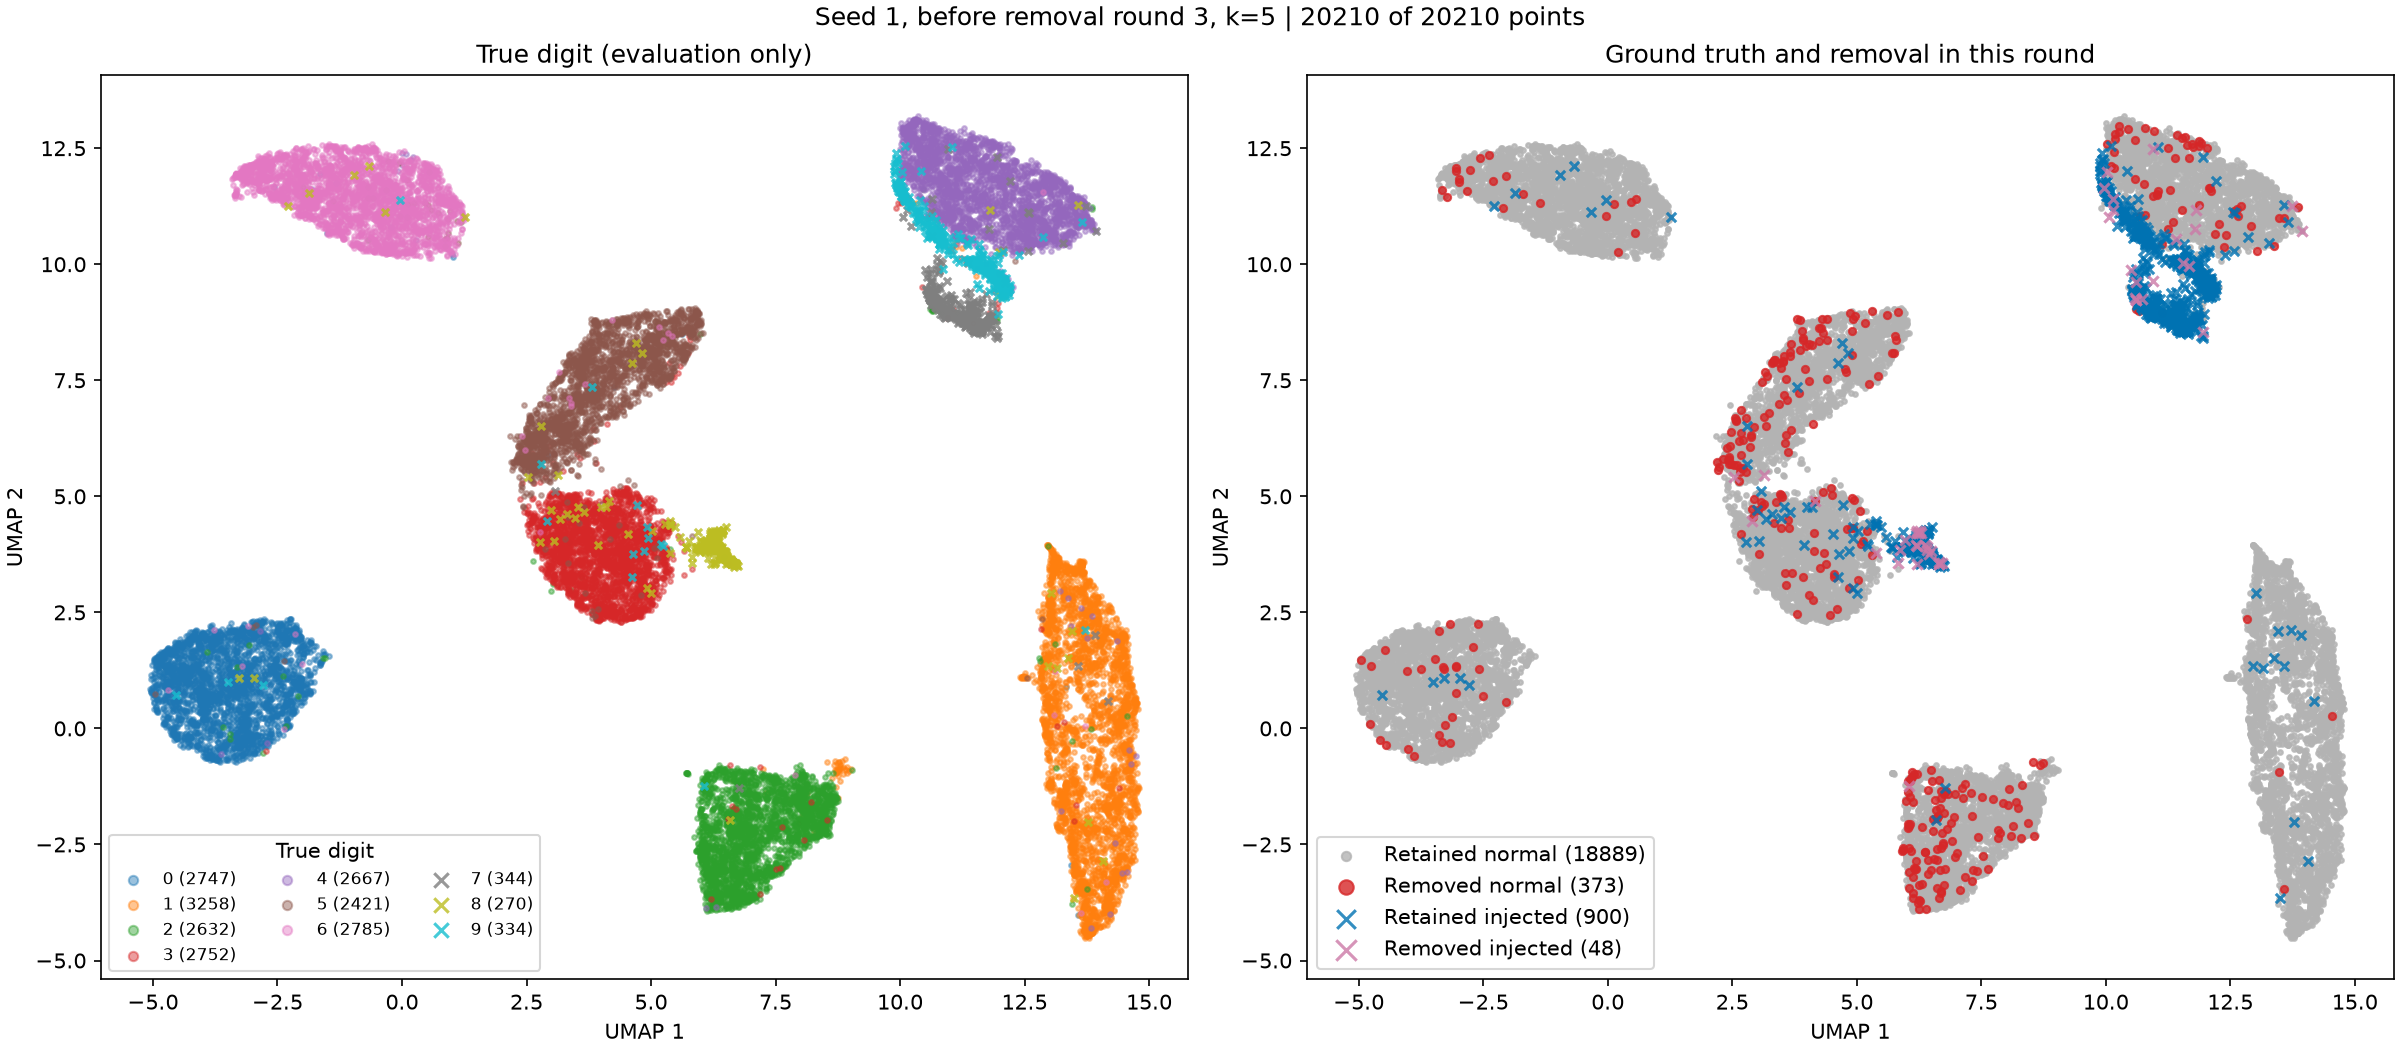 Seed 1, before removal round 3, k=5 | 20210 of 20210 points
True digit (evaluation only)
12.5
10.0
7.5
5.0
2.5
0.0
−2.5
−5.0
UMAP 2
True digit
0 (2747)
1 (3258)
2 (2632)
3 (2752)
4 (2667)
5 (2421)
6 (2785)
7 (344)
8 (270)
9 (334)
−5.0 −2.5 0.0 2.5 5.0 7.5 10.0 12.5 15.0
UMAP 1
Ground truth and removal in this round
12.5
10.0
7.5
5.0
2.5
0.0
−2.5
−5.0
UMAP 2
Retained normal (18889)
Removed normal (373)
Retained injected (900)
Removed injected (48)
−5.0 −2.5 0.0 2.5 5.0 7.5 10.0 12.5 15.0
UMAP 1